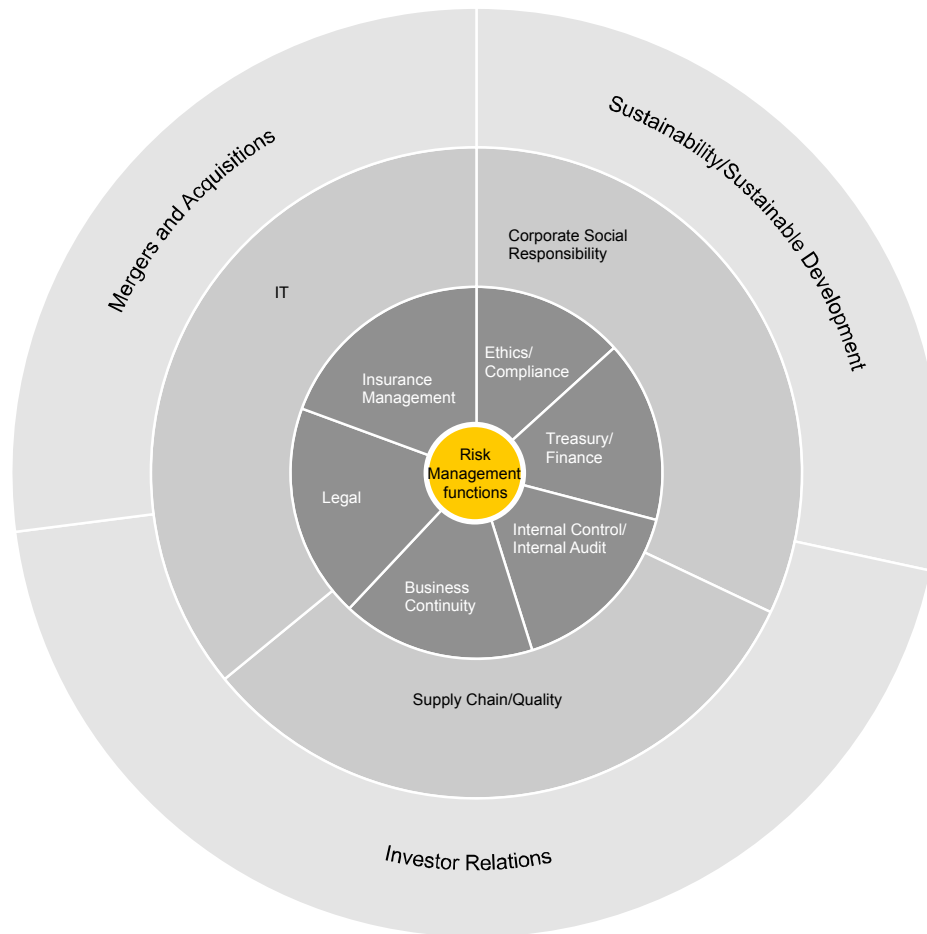 Mergers and Acquisitions
Sustainability/Sustainable Development
Corporate Social
Responsibility
IT
Ethics/
Compliance
Insurance
Management
Treasury/
Finance
Risk
Management
functions
Legal
Internal Control/
Internal Audit
Business
Continuity
Supply Chain/Quality
Investor Relations